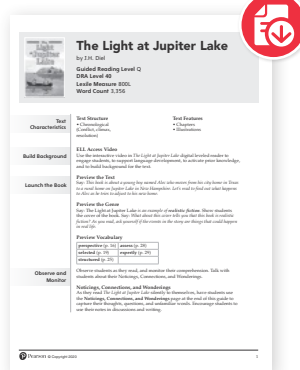 The Light at Jupiter Lake
by J.H. Diel
Guided Reading Level Q
DRA Level 40
Lexile Measure 800L
Word Count 3,356
Text Characteristics
Text Structure
• Chronological
(Conflict, climax,
resolution)
Text Features
• Chapters
• Illustrations
Build Background
ELL Access Video
Use the interactive video in The Light at Jupiter Lake digital leveled reader to
engage students, to support language development, to activate prior knowledge,
and to build background.
Launch the Book
Preview the Text
Say: This book is about a young boy named Alec who moves from his city home in Texas
to a rural home on Jupiter Lake in New Hampshire. Let's read to find out what happens
to Alec as he tries to adjust to his new home.
Preview the Genre
Say: The Light at Jupiter Lake is an example of realistic fiction. Show students
the cover of the book. Say: What about this cover tells you that this book is realistic
fiction? As you read, ask yourself if the events in the story are things that could happen
in real life.
Preview Vocabulary
perspective (p. 16) assess (p. 28)
selected (p. 19) expertly (p. 29)
structured (p. 25)
Observe and Monitor
Observe students as they read, and monitor their comprehension. Talk with
students about their Noticings, Connections, and Wonderings.
Noticings, Connections, and Wonderings
As they read The Light at Jupiter Lake silently to themselves, have students use
the Noticings, Connections, and Wonderings page at the end of this guide to
capture their thoughts, questions, and unfamiliar words. Encourage students to
use their notes in discussions and writing.
Pearson © Copyright 2022